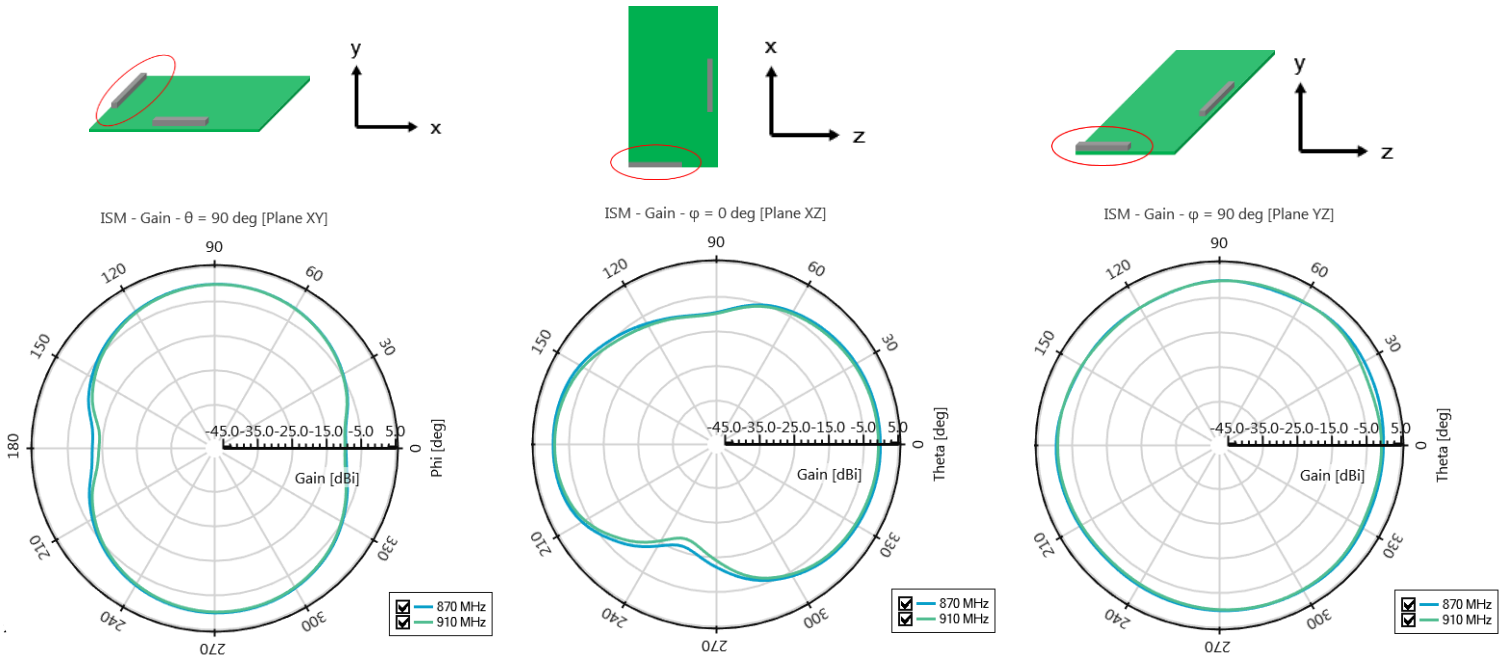 y
x
x
z
y
z
ISM - Gain - θ = 90 deg [Plane XY]
90
120
60
150
30
180
-45.0-35.0-25.0-15.0 -5.0 5.0
0
Gain [dBi]
Phi [deg]
210
330
240
300
270
870 MHz
910 MHz
ISM - Gain - φ = 0 deg [Plane XZ]
90
120
60
150
30
-45.0-35.0-25.0-15.0 -5.0 5.0
0
Gain [dBi]
Theta [deg]
210
330
240
300
270
870 MHz
910 MHz
ISM - Gain - φ = 90 deg [Plane YZ]
90
120
60
150
30
-45.0-35.0-25.0-15.0 -5.0 5.0
0
Gain [dBi]
Theta [deg]
210
330
240
300
270
870 MHz
910 MHz